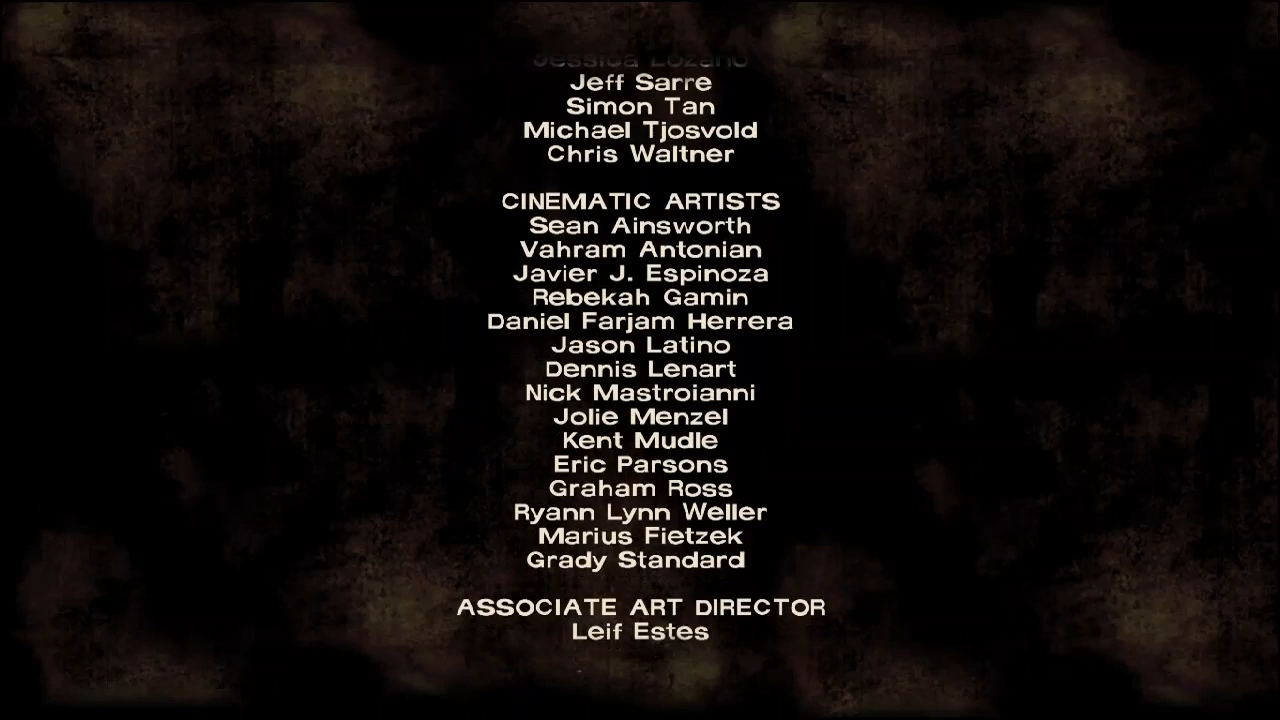 Jessica Lozano
Jeff Sarre
Simon Tan
Michael Tjosvold
Chris Waltner
CINEMATIC ARTISTS
Sean Ainsworth
Vahram Antonian
Javier J. Espinoza
Rebekah Gamin
Daniel Farjam Herrera
Jason Latino
Dennis Lenart
Nick Mastroianni
Jolie Menzel
Kent Mudle
Eric Parsons
Graham Ross
Ryann Lynn Weller
Marius Fietzek
Grady Standard
ASSOCIATE ART DIRECTOR
Leif Estes